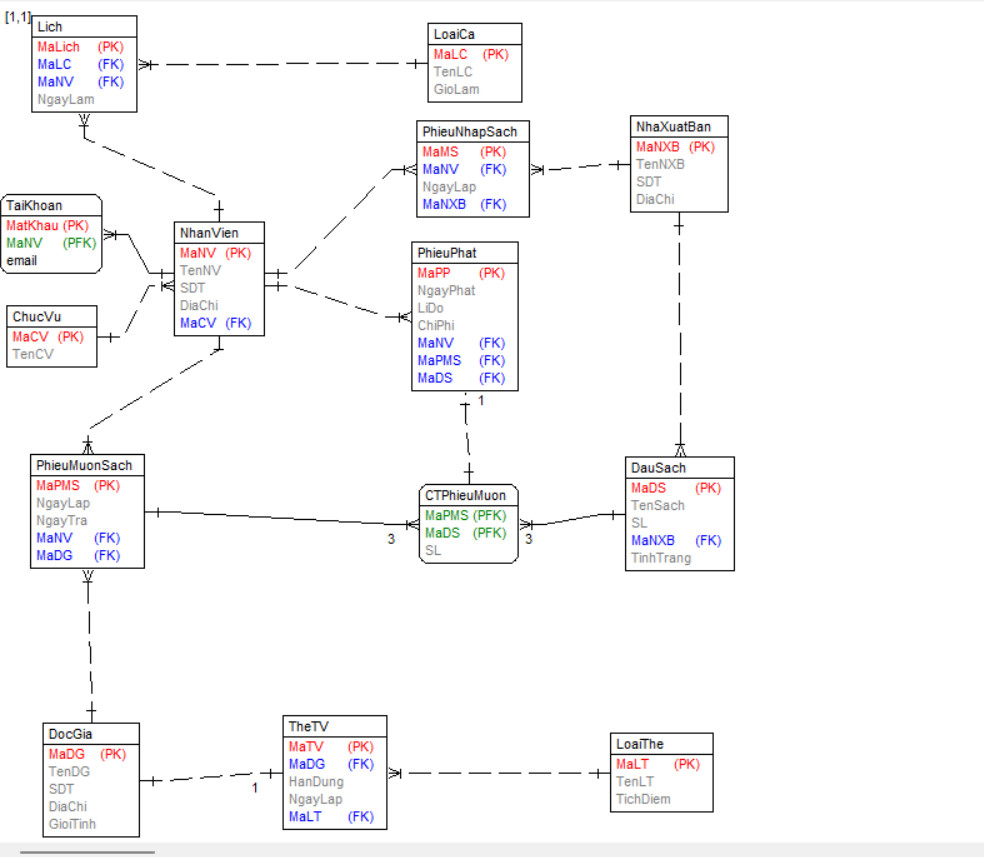 [1,1]
Lich
MaLich (PK)
MaLC (FK)
MaNV (FK)
NgayLam
LoaiCa
MaLC (PK)
TenLC
GioLam
PhieuNhapSach
MaMS (PK)
MaNV (FK)
NgayLap
MaNXB (FK)
NhaXuatBan
MaNXB (PK)
TenNXB
SDT
DiaChi
TaiKhoan
MatKhau (PK)
MaNV (PFK)
email
NhanVien
MaNV (PK)
TenNV
SDT
DiaChi
MaCV (FK)
PhieuPhat
MaPP (PK)
NgayPhat
LiDo
ChiPhi
MaNV (FK)
MaPMS (FK)
MaDS (FK)
1
ChucVu
MaCV (PK)
TenCV
PhieuMuonSach
MaPMS (PK)
NgayLap
NgayTra
MaNV (FK)
MaDG (FK)
3
CTPhieuMuon
MaPMS (PFK)
MaDS (PFK)
SL
3
DauSach
MaDS (PK)
TenSach
SL
MaNXB (FK)
TinhTrang
DocGia
MaDG (PK)
TenDG
SDT
DiaChi
GioiTinh
1
TheTV
MaTV (PK)
MaDG (FK)
HanDung
NgayLap
MaLT (FK)
LoaiThe
MaLT (PK)
TenLT
TichDiem